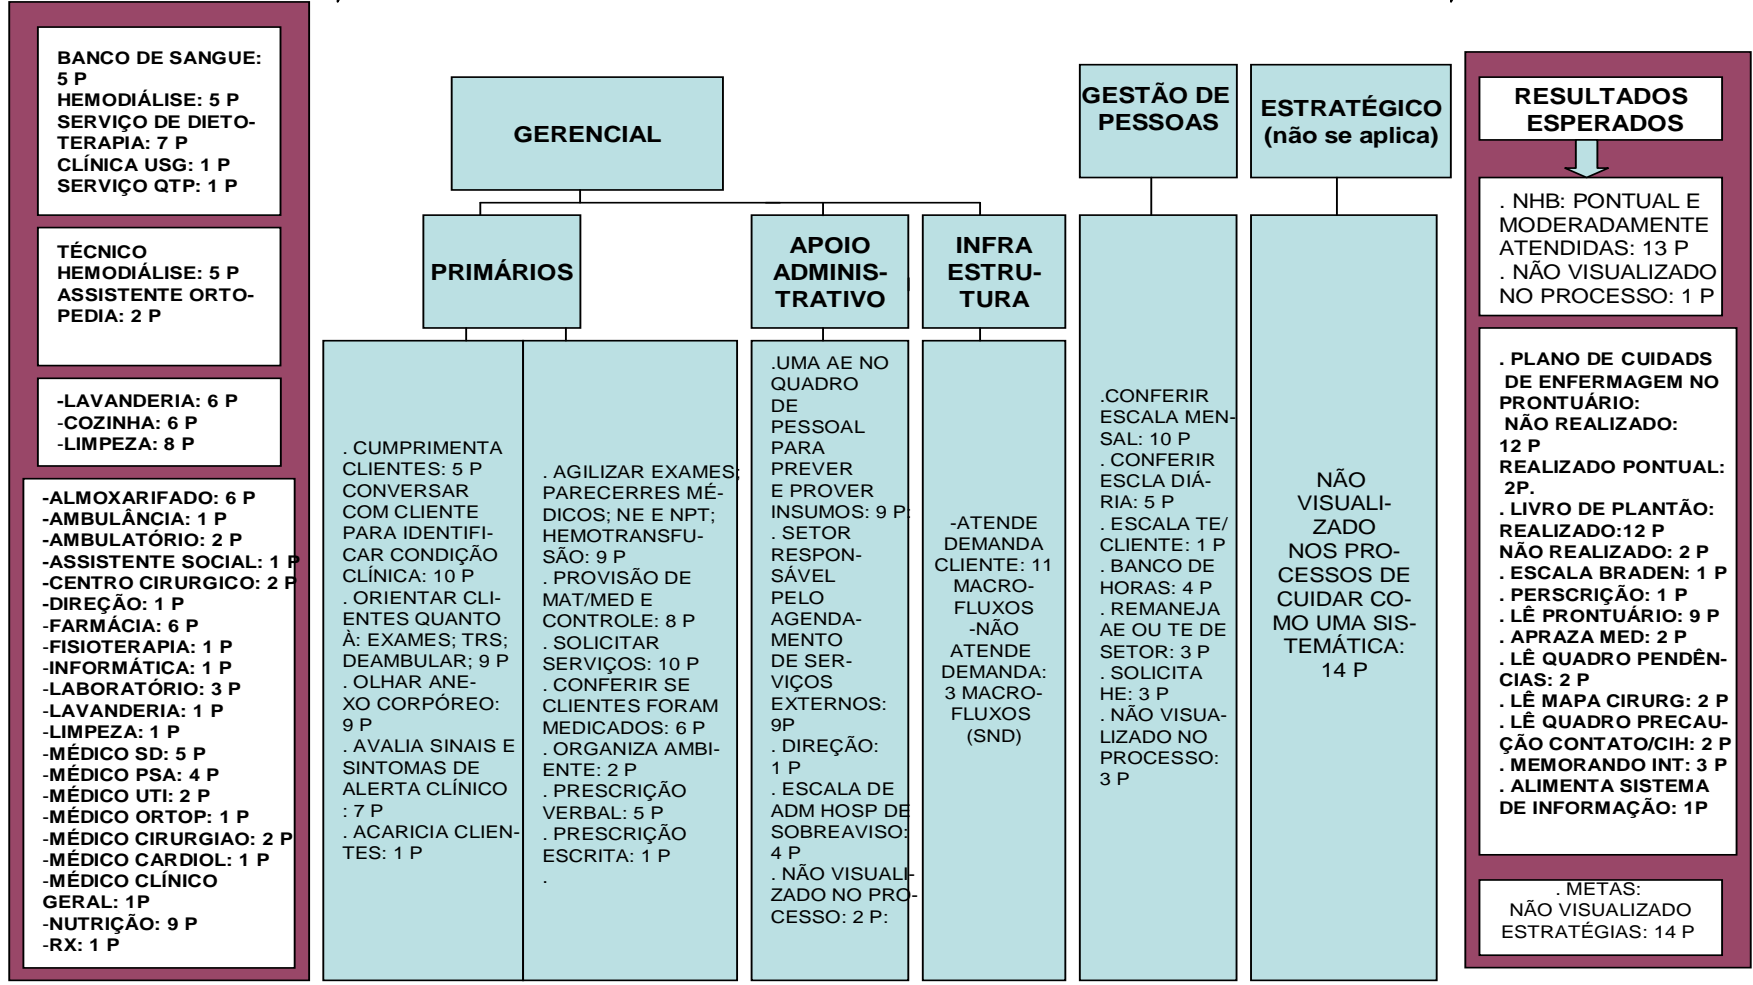 BANCO DE SANGUE:
5 P
HEMODIÁLISE: 5 P
SERVIÇO DE DIETO-
TERAPIA: 7 P
CLÍNICA USG: 1 P
SERVIÇO QTP: 1 P
TÉCNICO
HEMODIÁLISE: 5 P
ASSISTENTE ORTO-
PEDIA: 2 P
-LAVANDERIA: 6 P
-COZINHA: 6 P
-LIMPEZA: 8 P
-ALMOXARIFADO: 6 P
-AMBULÂNCIA: 1 P
-AMBULATÓRIO: 2 P
-ASSISTENTE SOCIAL: 1 P
-CENTRO CIRURGICO: 2 P
-DIREÇÃO: 1 P
-FARMÁCIA: 6 P
-FISIOTERAPIA: 1 P
-INFORMÁTICA: 1 P
-LABORATÓRIO: 3 P
-LAVANDERIA: 1 P
-LIMPEZA: 1 P
-MÉDICO SD: 5 P
-MÉDICO PSA: 4 P
-MÉDICO UTI: 2 P
-MÉDICO ORTOP: 1 P
-MÉDICO CIRURGIAO: 2 P
-MÉDICO CARDIOL: 1 P
-MÉDICO CLÍNICO
GERAL: 1P
-NUTRIÇÃO: 9 P
-RX: 1 P
GERENCIAL
PRIMÁRIOS
. CUMPRIMENTA
CLIENTES: 5 P
CONVERSAR
COM CLIENTE
PARA IDENTIFI-
CAR CONDIÇÃO
CLÍNICA: 10 P
. ORIENTAR CLI-
ENTES QUANTO
À: EXAMES; TRS;
DEAMBULAR; 9 P
. OLHAR ANE-
XO CORPÓREO:
9 P
. AVALIA SINAIS E
SINTOMAS DE
ALERTA CLÍNICO
: 7 P
. ACARICIA CLIEN-
TES: 1 P
. AGILIZAR EXAMES;
PARECERRES MÉ-
DICOS; NE E NPT;
HEMOTRANSFU-
SÃO: 9 P
. PROVISÃO DE
MAT/MED E
CONTROLE: 8 P
. SOLICITAR
SERVIÇOS: 10 P
. CONFERIR SE
CLIENTES FORAM
MEDICADOS: 6 P
. ORGANIZA AMBI-
ENTE: 2 P
. PRESCRIÇÃO
VERBAL: 5 P
. PRESCRIÇÃO
ESCRITA: 1 P
.
APOIO
ADMINIS-
TRATIVO
.UMA AE NO
QUADRO
DE
PESSOAL
PARA
PREVER
E PROVER
INSUMOS: 9 P:
. SETOR
RESPON-
SÁVEL
PELO
AGENDA-
MENTO
DE SER-
VIÇOS
EXTERNOS:
9P
. DIREÇÃO:
1 P
. ESCALA DE
ADM HOSP DE
SOBREAVISO:
4 P
. NÃO VISUALI-
ZADO NO PRO-
CESSO: 2 P:
INFRA
ESTRU-
TURA
-ATENDE
DEMANDA
CLIENTE: 11
MACRO-
FLUXOS
-NÃO
ATENDE
DEMANDA:
3 MACRO-
FLUXOS
(SND)
GESTÃO DE
PESSOAS
.CONFERIR
ESCALA MEN-
SAL: 10 P
. CONFERIR
ESCLA DIÁ-
RIA: 5 P
. ESCALA TE/
CLIENTE: 1 P
. BANCO DE
HORAS: 4 P
. REMANEJA
AE OU TE DE
SETOR: 3 P
. SOLICITA
HE: 3 P
. NÃO VISUA-
LIZADO NO
PROCESSO:
3 P
ESTRATÉGICO
(não se aplica)
NÃO
VISUALI-
ZADO
NOS PRO-
CESSOS DE
CUIDAR CO-
MO UMA SIS-
TEMÁTICA:
14 P
RESULTADOS
ESPERADOS
. NHB: PONTUAL E
MODERADAMENTE
ATENDIDAS: 13 P
. NÃO VISUALIZADO
NO PROCESSO: 1 P
. PLANO DE CUIDADS
DE ENFERMAGEM NO
PRONTUÁRIO:
NÃO REALIZADO:
12 P
REALIZADO PONTUAL:
2P.
. LIVRO DE PLANTÃO:
REALIZADO:12 P
NÃO REALIZADO: 2 P
. ESCALA BRADEN: 1 P
. PERSCRIÇÃO: 1 P
. LÊ PRONTUÁRIO: 9 P
. APRAZA MED: 2 P
. LÊ QUADRO PENDÊN-
CIAS: 2 P
. LÊ MAPA CIRURG: 2 P
. LÊ QUADRO PRECAU-
ÇÃO CONTATO/CIH: 2 P
. MEMORANDO INT: 3 P
. ALIMENTA SISTEMA
DE INFORMAÇÃO: 1P
. METAS:
NÃO VISUALIZADO
ESTRATÉGIAS: 14 P